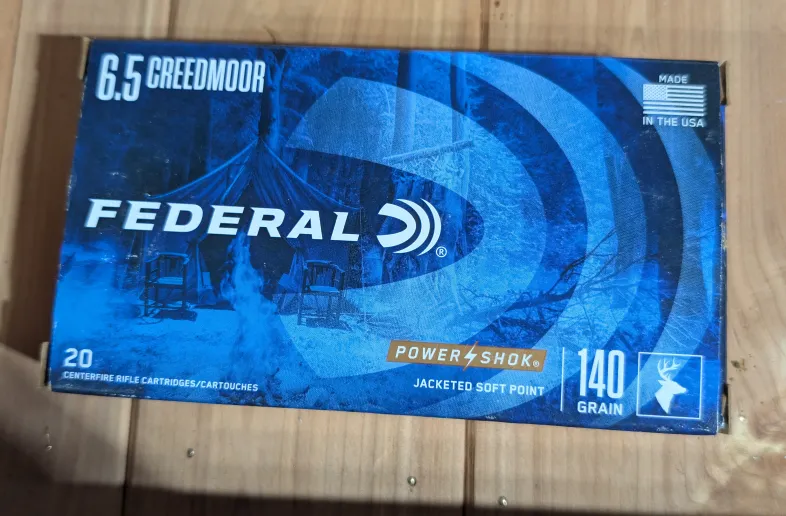 6.5 CREEDMOOR
MADE
IN THE USA
FEDERAL®
20
CENTERFIRE RIFLE CARTRIDGES/CARTOUCHES
POWER SHOK®
JACKETED SOFT POINT
140
GRAIN